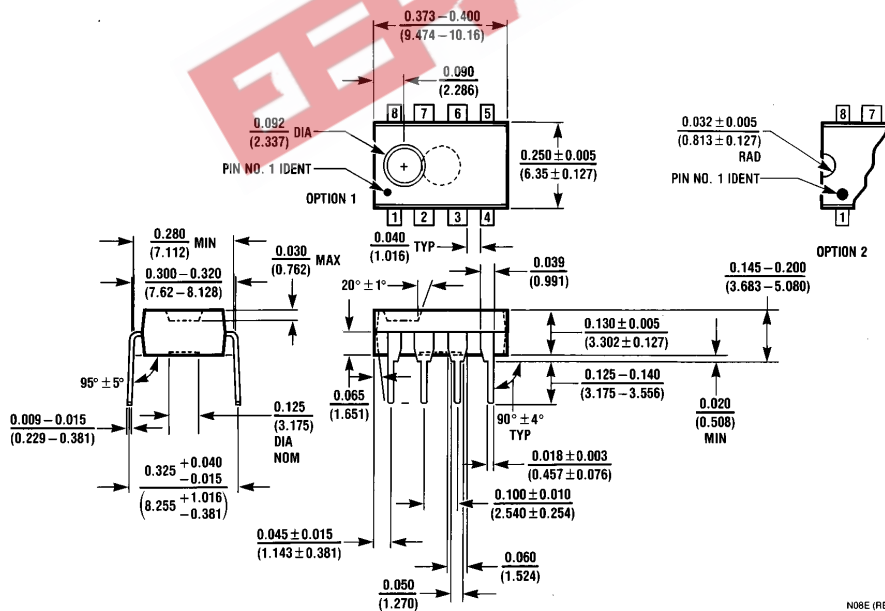 0.373–0.400
(9.474–10.16)
0.090
(2.286)
8 7 6 5
0.092 DIA
(2.337)
PIN NO. 1 IDENT
OPTION 1
1 2 3 4
0.250 ± 0.005
(6.35 ± 0.127)
0.032 ± 0.005
(0.813 ± 0.127)
RAD
PIN NO. 1 IDENT
8 7
1
OPTION 2
0.280 MIN
(7.112)
0.300–0.320
(7.62–8.128)
0.030 MAX
(0.762)
0.040 TYP
(1.016)
20° ± 1°
0.039
(0.991)
0.145–0.200
(3.683–5.080)
0.130 ± 0.005
(3.302 ± 0.127)
0.125–0.140
(3.175–3.556)
0.020
(0.508)
MIN
95° ± 5°
0.009–0.015
(0.229–0.381)
0.125
(3.175)
DIA
NOM
0.065
(1.651)
90° ± 4°
TYP
0.018 ± 0.003
(0.457 ± 0.076)
0.325 +0.040 −0.015
(8.255 +1.016 −0.381)
0.100 ± 0.010
(2.540 ± 0.254)
0.045 ± 0.015
(1.143 ± 0.381)
0.060
(1.524)
0.050
(1.270)
N08E